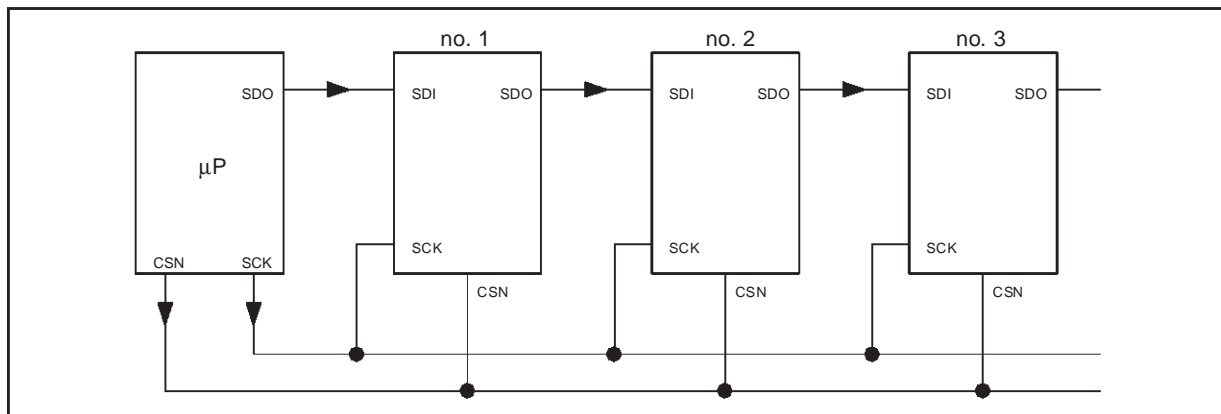 no. 1 no. 2 no. 3
SDO SDI SDO SDI SDO SDI SDO
μP
SCK SCK SCK
CSN SCK
CSN CSN CSN